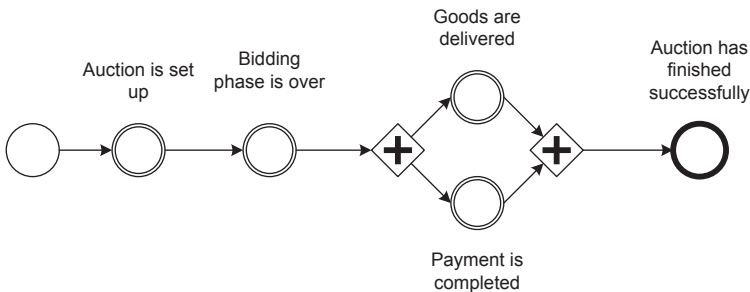 Auction is set
up
Bidding
phase is over
Goods are
delivered
Payment is
completed
Auction has
finished
successfully